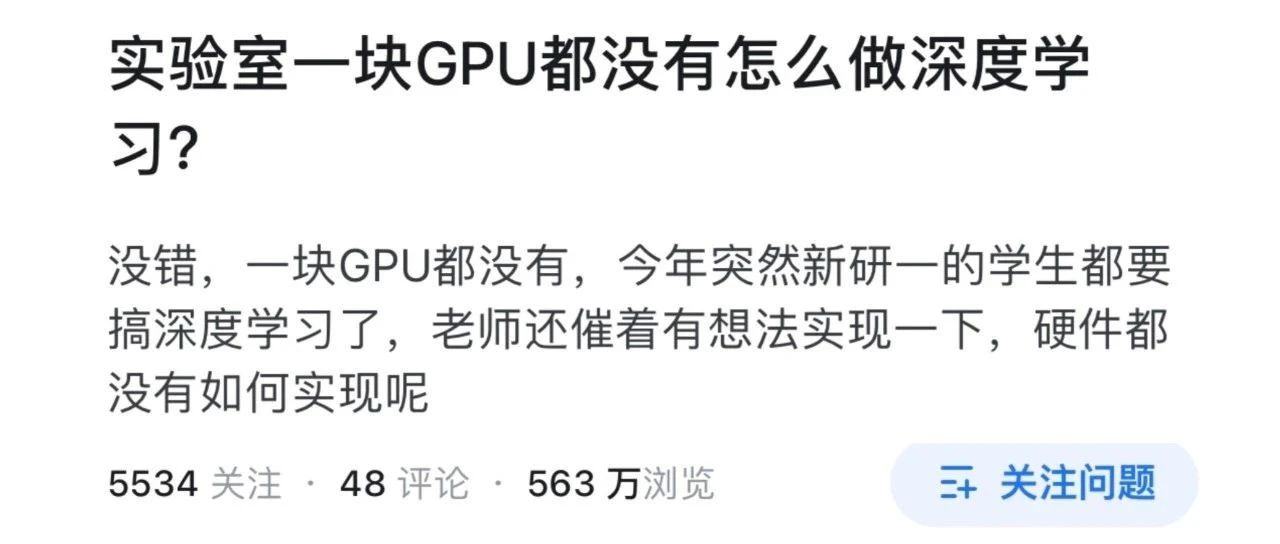 实验室一块GPU都没有怎么做深度学
习?
没错，一块GPU都没有，今年突然新研一的学生都要
搞深度学习了，老师还催着有想法实现一下，硬件都
没有如何实现呢
5534 关注 · 48 评论 · 563 万浏览
关注问题